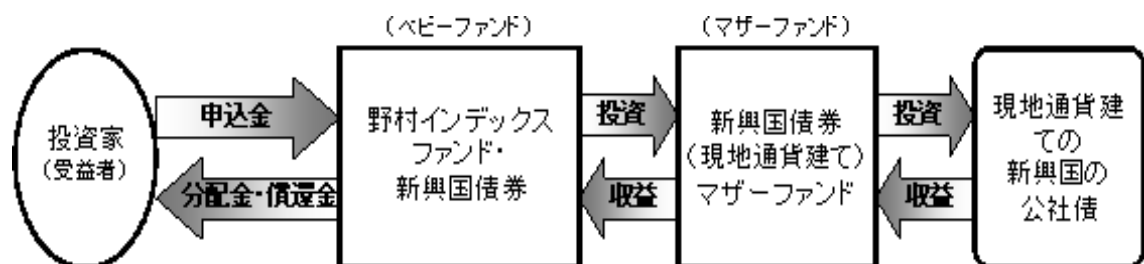 (ベビーファンド)
(マザーファンド)
投資家
(受益者)
申込金
分配金・償還金
野村インデックス
ファンド・
新興国債券
投資
収益
新興国債券
(現地通貨建て)
マザーファンド
投資
収益
現地通貨建
ての
新興国の
公社債